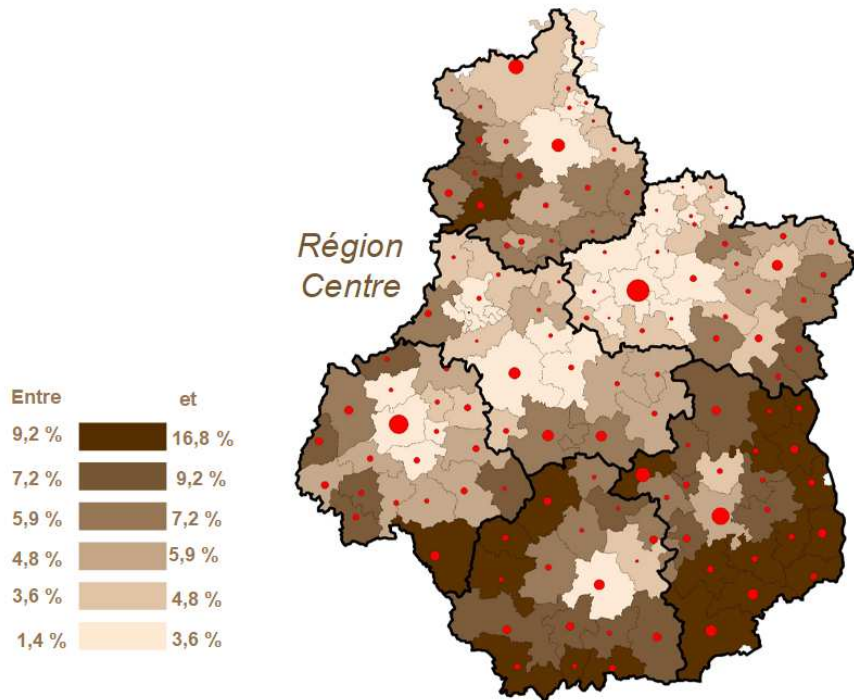 Région
Centre
Entre et
9,2 % 16,8 %
7,2 % 9,2 %
5,9 % 7,2 %
4,8 % 5,9 %
3,6 % 4,8 %
1,4 % 3,6 %